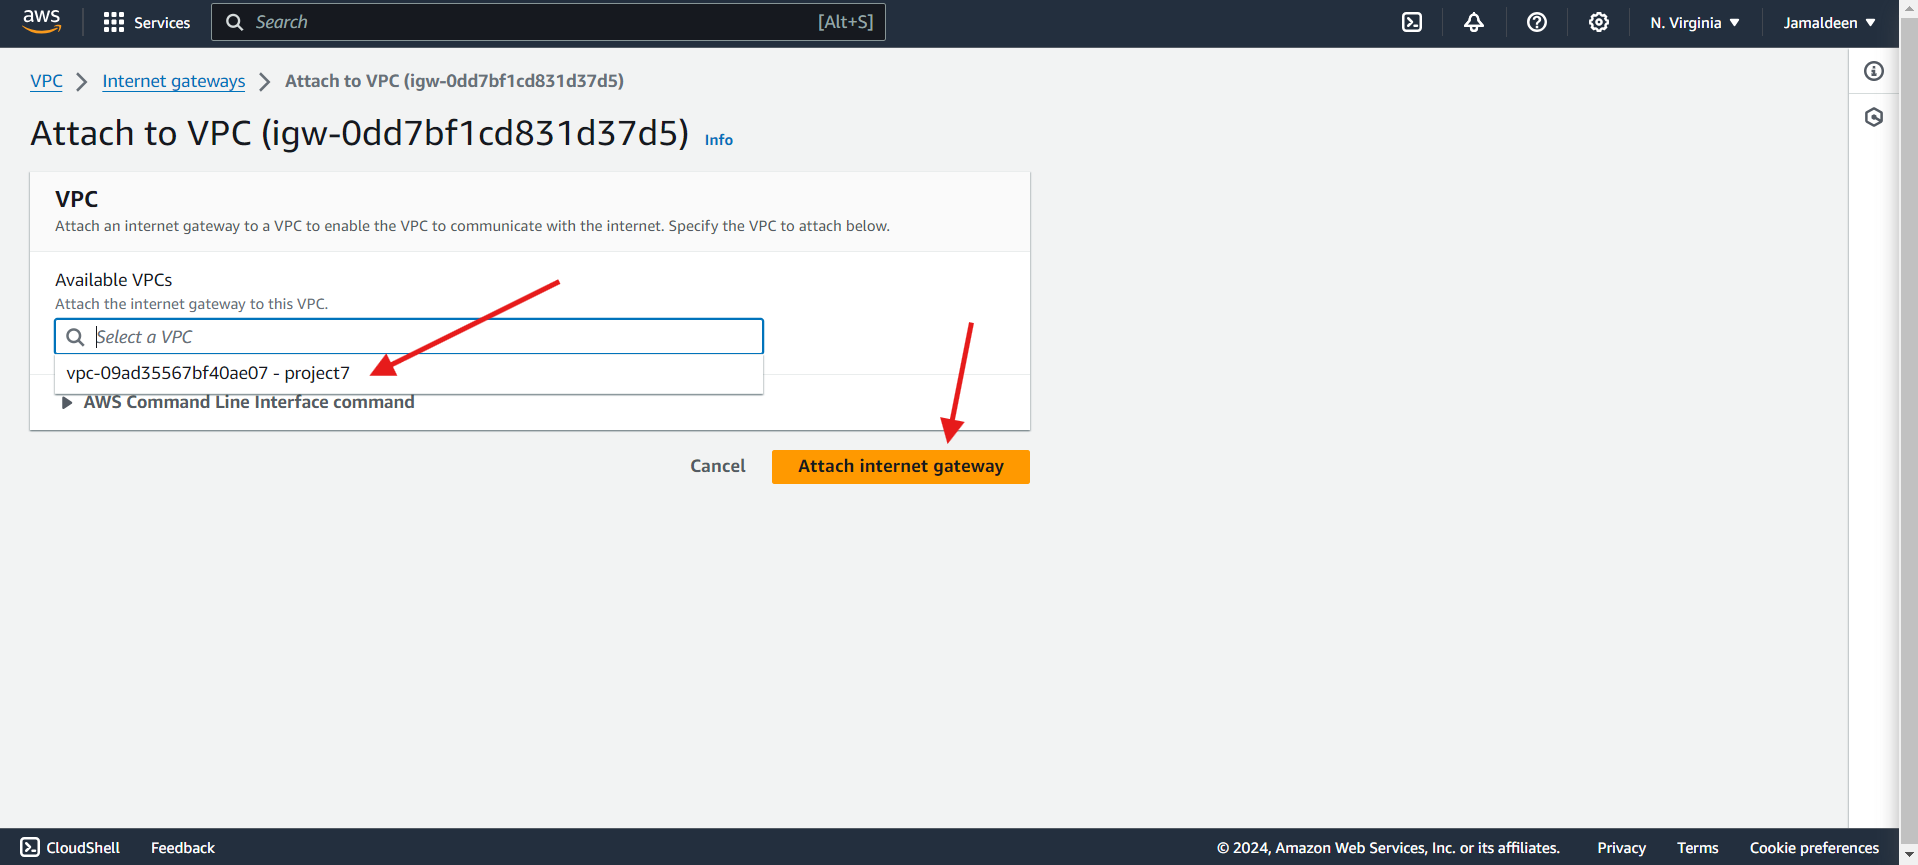 aws
Services
Search [Alt+S]
N. Virginia
Jamaldeen
VPC Internet gateways Attach to VPC (igw-0dd7bf1cd831d37d5)
Attach to VPC (igw-0dd7bf1cd831d37d5) Info
VPC
Attach an internet gateway to a VPC to enable the VPC to communicate with the internet. Specify the VPC to attach below.
Available VPCs
Attach the internet gateway to this VPC.
Select a VPC
vpc-09ad35567bf40ae07 - project7
AWS Command Line Interface command
Cancel Attach internet gateway
CloudShell Feedback © 2024, Amazon Web Services, Inc. or its affiliates. Privacy Terms Cookie preferences